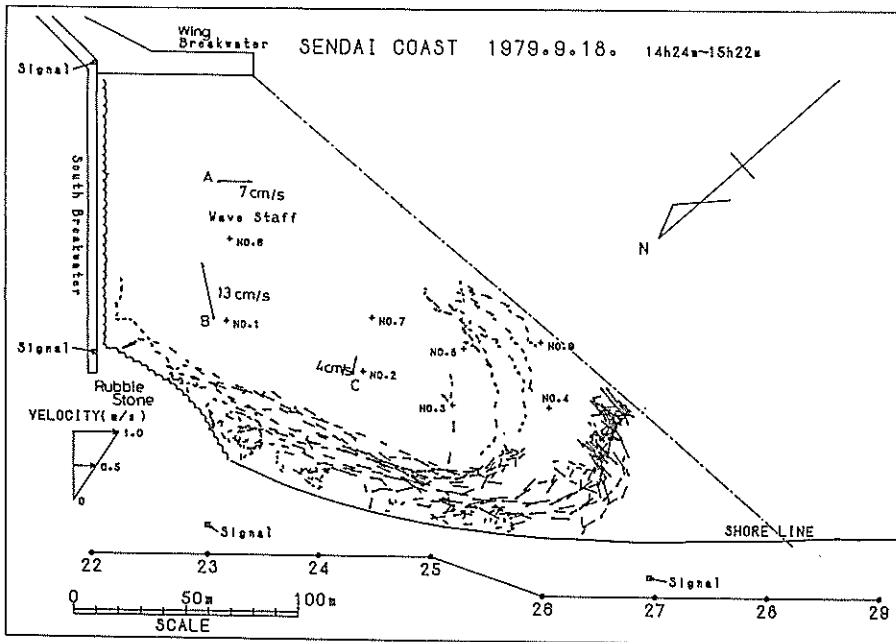 Wing
Breakwater
SENDAI COAST 1979.9.18. 14h24m~15h22m
Signal
South Breakwater
A
7cm/s
Wave Staff
+NO.6
N
13cm/s
B
+NO.1
+NO.7
NO.5
+NO.9
Signal
4cm/s
+NO.2
C
Rubble
Stone
NO.3
NO.4
VELOCITY(m/s)
1.0
0.5
0
SHORE LINE
Signal
22 23 24 25
Signal
26 27 28 29
0 50m 100m
SCALE